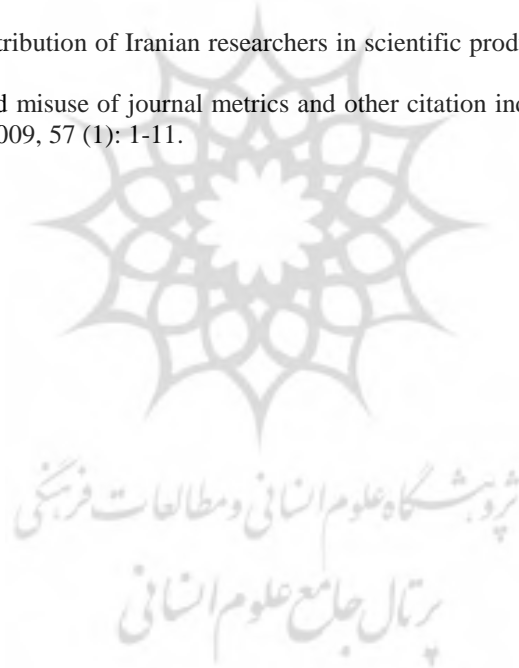 tribution of Iranian researchers in scientific prod
d misuse of journal metrics and other citation ind
009, 57 (1): 1-11.
پژوهشگاه علوم انسانی و مطالعات فرهنگی
پرتال جامع علوم انسانی